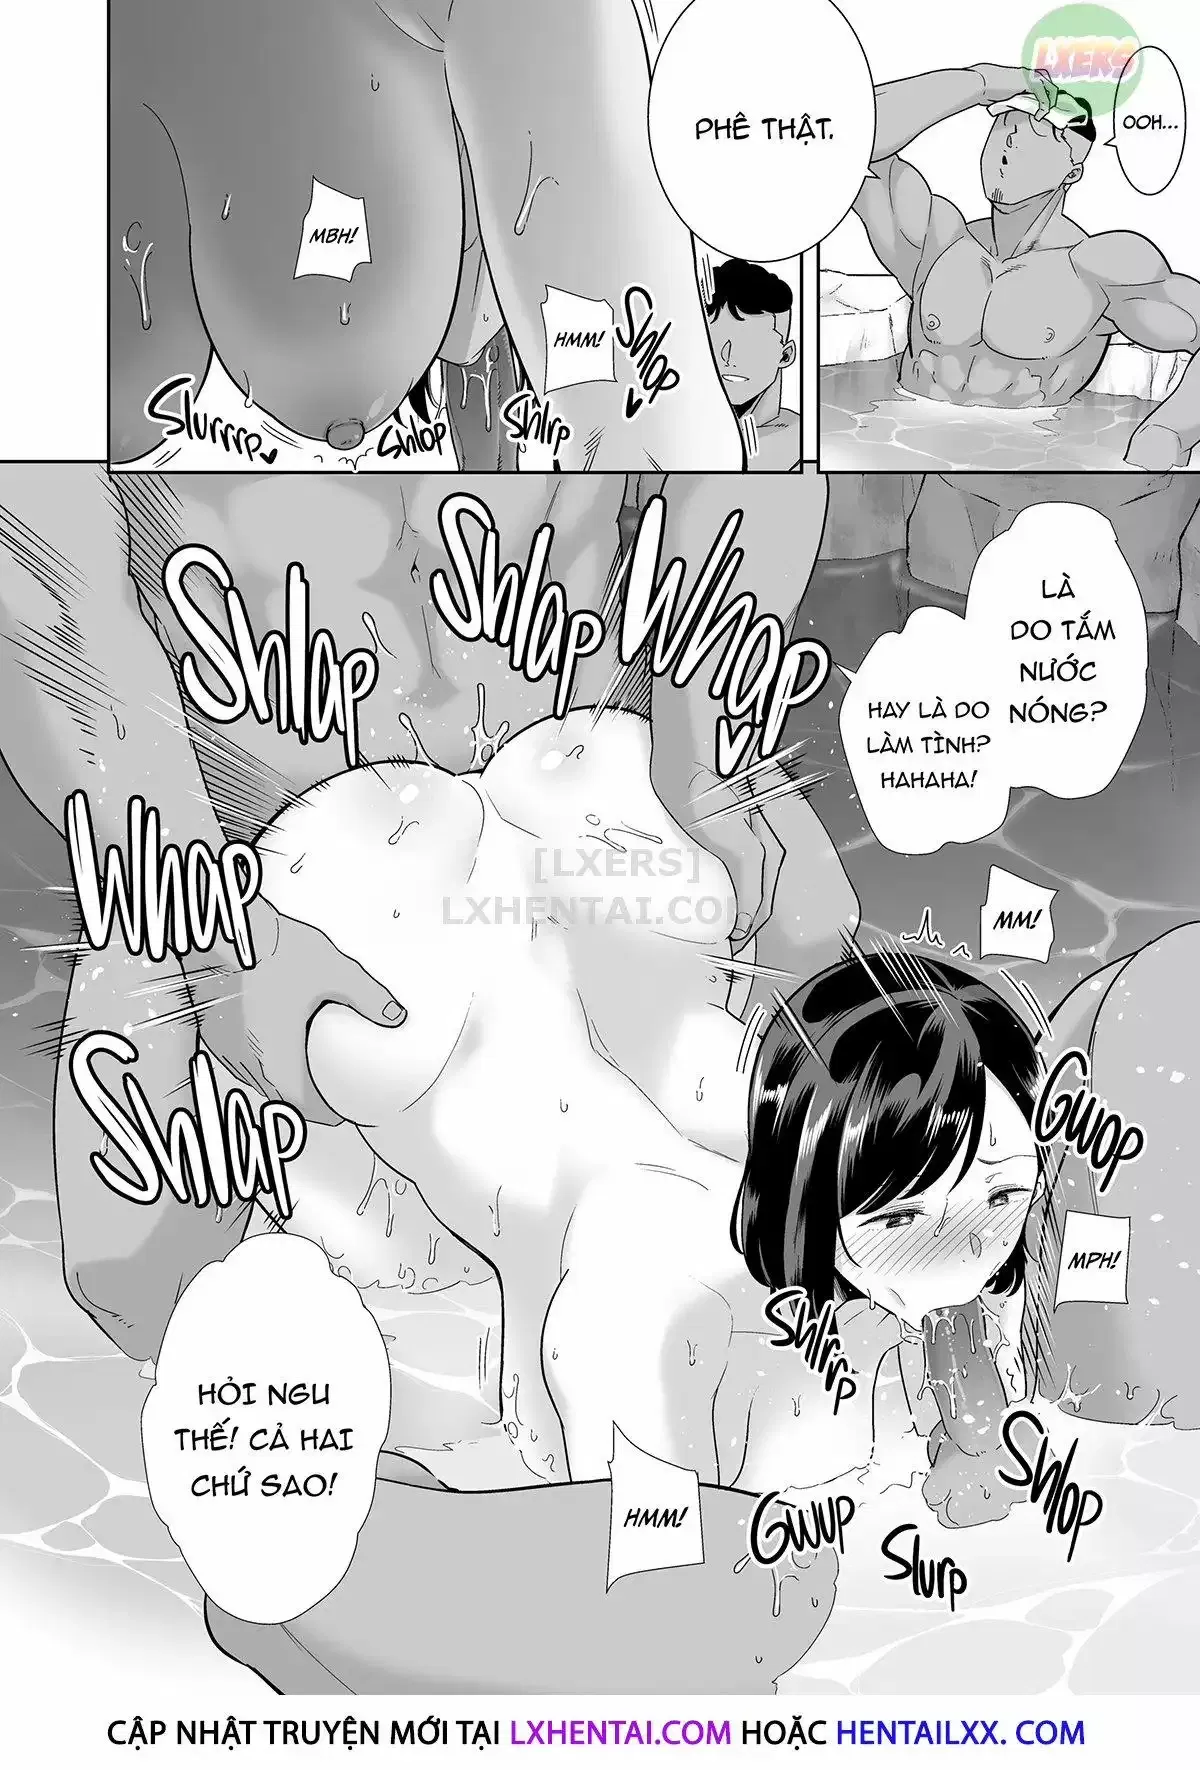 LXERS
OOH...
PHÊ THẬT.
MBH!
HMM!
Shlop
Slurrrp
Shlop
Shlrp
LÀ
DO TẮM
NƯỚC
NÓNG?
HAY LÀ DO
LÀM TÌNH?
HAHAHA!
Shlap
Shlap
Whap
Whap
[LXERS]
LXHENTAI.CO
MM!
Shlap
Gwop
MPH!
Shlrrp
HỎI NGU
THẾ! CẢ HAI
CHỨ SAO!
HMM!
Gwup
Slurp
Shlop
CẬP NHẬT TRUYỆN MỚI TẠI LXHENTAI.COM HOẶC HENTAILXX. COM